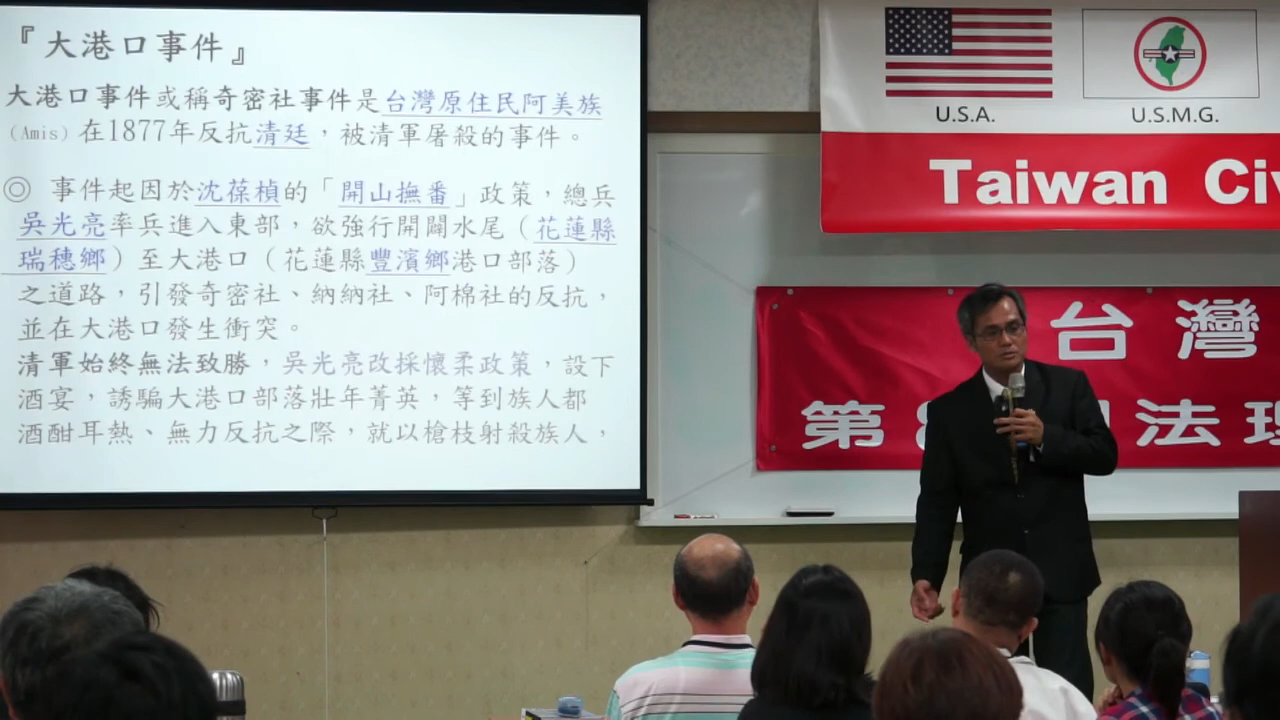 『大港口事件』
大港口事件或稱奇密社事件是台灣原住民阿美族
（Amis）在1877年反抗清廷，被清軍屠殺的事件。
◎ 事件起因於沈葆楨的「開山撫番」政策，總兵
吳光亮率兵進入東部，欲強行開闢水尾（花蓮縣
瑞穗鄉）至大港口（花蓮縣豐濱鄉港口部落）
之道路，引發奇密社、納納社、阿棉社的反抗，
並在大港口發生衝突。
清軍始終無法致勝，吳光亮改採懷柔政策，設下
酒宴，誘騙大港口部落壯年菁英，等到族人都
酒酣耳熱、無力反抗之際，就以槍枝射殺族人，
U.S.A.
U.S.M.G.
Taiwan Civ
台灣
第
法理